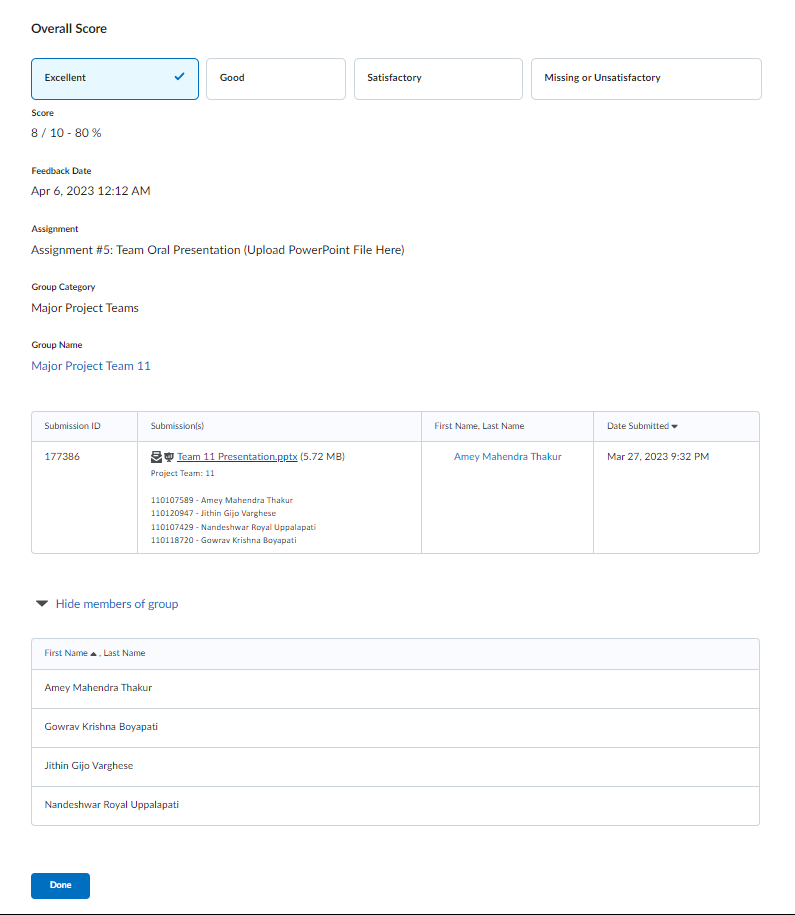 Overall Score
Excellent
Good
Satisfactory
Missing or Unsatisfactory
Score
8 / 10 - 80 %
Feedback Date
Apr 6, 2023 12:12 AM
Assignment
Assignment #5: Team Oral Presentation (Upload PowerPoint File Here)
Group Category
Major Project Teams
Group Name
Major Project Team 11
Submission ID
Submission(s)
First Name, Last Name
Date Submitted
177386
Team 11 Presentation.pptx (5.72 MB)
Project Team: 11
110107589 - Amey Mahendra Thakur
110120947 - Jithin Gijo Varghese
110107429 - Nandeshwar Royal Uppalapati
110118720 - Gowrav Krishna Boyapati
Amey Mahendra Thakur
Mar 27, 2023 9:32 PM
Hide members of group
First Name , Last Name
Amey Mahendra Thakur
Gowrav Krishna Boyapati
Jithin Gijo Varghese
Nandeshwar Royal Uppalapati
Done